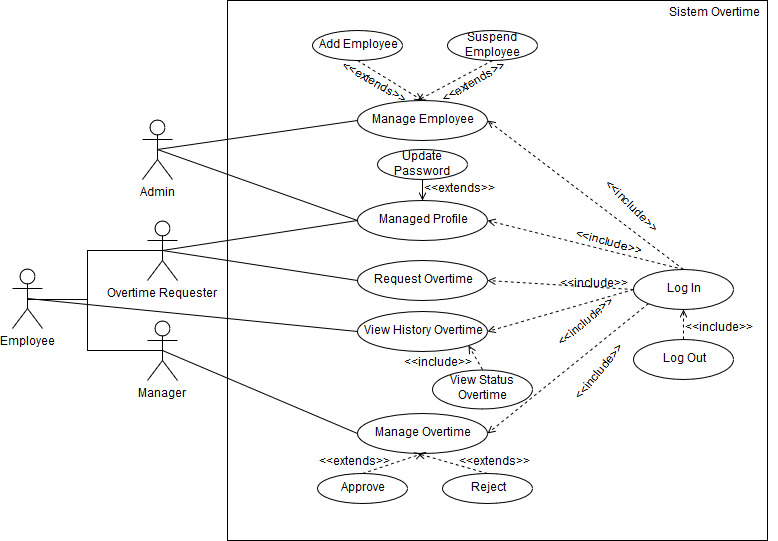 Sistem Overtime
Add Employee
Suspend
Employee
<<extends>>
<<extends>>
Manage Employee
Admin
Update
Password
<<extends>>
<<include>>
Managed Profile
<<include>>
Overtime Requester
Request Overtime
<<include>>
Log In
Employee
View History Overtime
<<include>>
<<include>>
<<include>>
Log Out
Manager
<<include>>
View Status
Overtime
Manage Overtime
<<extends>>
<<extends>>
Approve
Reject